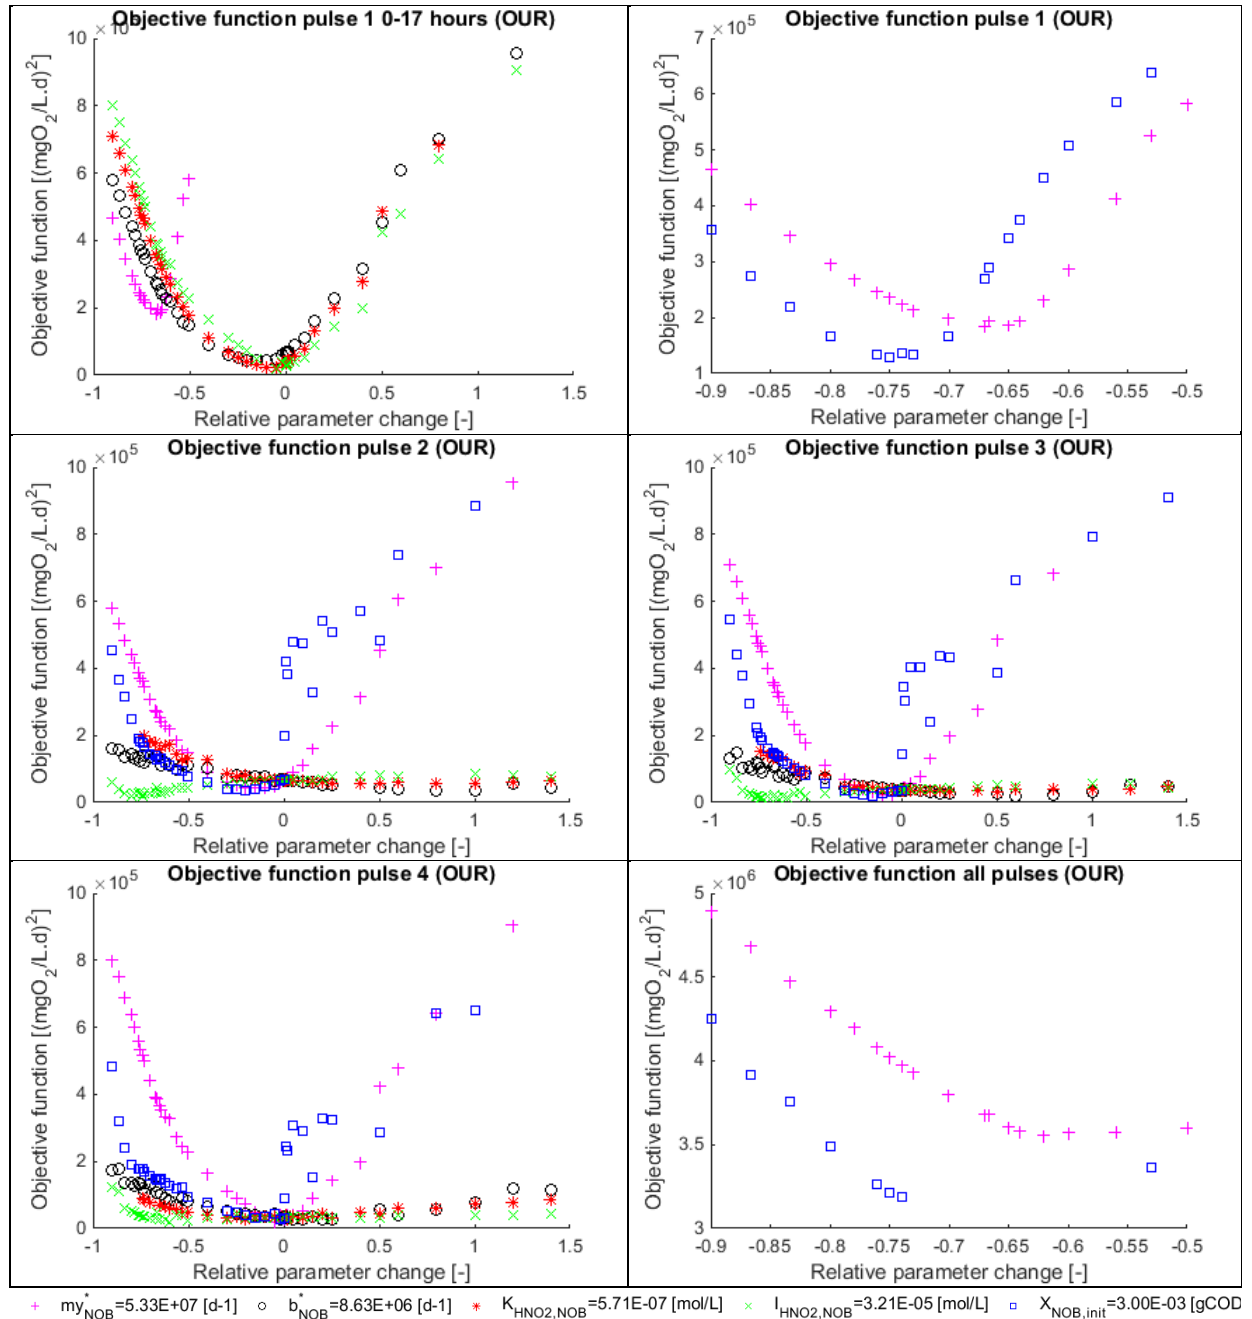 Objective function pulse 1 0-17 hours (OUR)
× 10
10
8
6
4
2
0
-1 -0.5 0 0.5 1 1.5
Objective function [(mgO2/L.d)2]
Relative parameter change [-]
Objective function pulse 1 (OUR)
× 10^5
7
6
5
4
3
2
1
-0.9 -0.85 -0.8 -0.75 -0.7 -0.65 -0.6 -0.55 -0.5
Objective function [(mgO2/L.d)2]
Relative parameter change [-]
Objective function pulse 2 (OUR)
× 10^5
10
8
6
4
2
0
-1 -0.5 0 0.5 1 1.5
Objective function [(mgO2/L.d)2]
Relative parameter change [-]
Objective function pulse 3 (OUR)
× 10^5
10
8
6
4
2
0
-1 -0.5 0 0.5 1 1.5
Objective function [(mgO2/L.d)2]
Relative parameter change [-]
Objective function pulse 4 (OUR)
× 10^5
10
8
6
4
2
0
-1 -0.5 0 0.5 1 1.5
Objective function [(mgO2/L.d)2]
Relative parameter change [-]
Objective function all pulses (OUR)
× 10^6
5
4.5
4
3.5
3
-0.9 -0.85 -0.8 -0.75 -0.7 -0.65 -0.6 -0.55 -0.5
Objective function [(mgO2/L.d)2]
Relative parameter change [-]
my*NOB=5.33E+07 [d-1] b*NOB=8.63E+06 [d-1] KHNO2,NOB=5.71E-07 [mol/L] IHNO2,NOB=3.21E-05 [mol/L] XNOB,init=3.00E-03 [gCOD